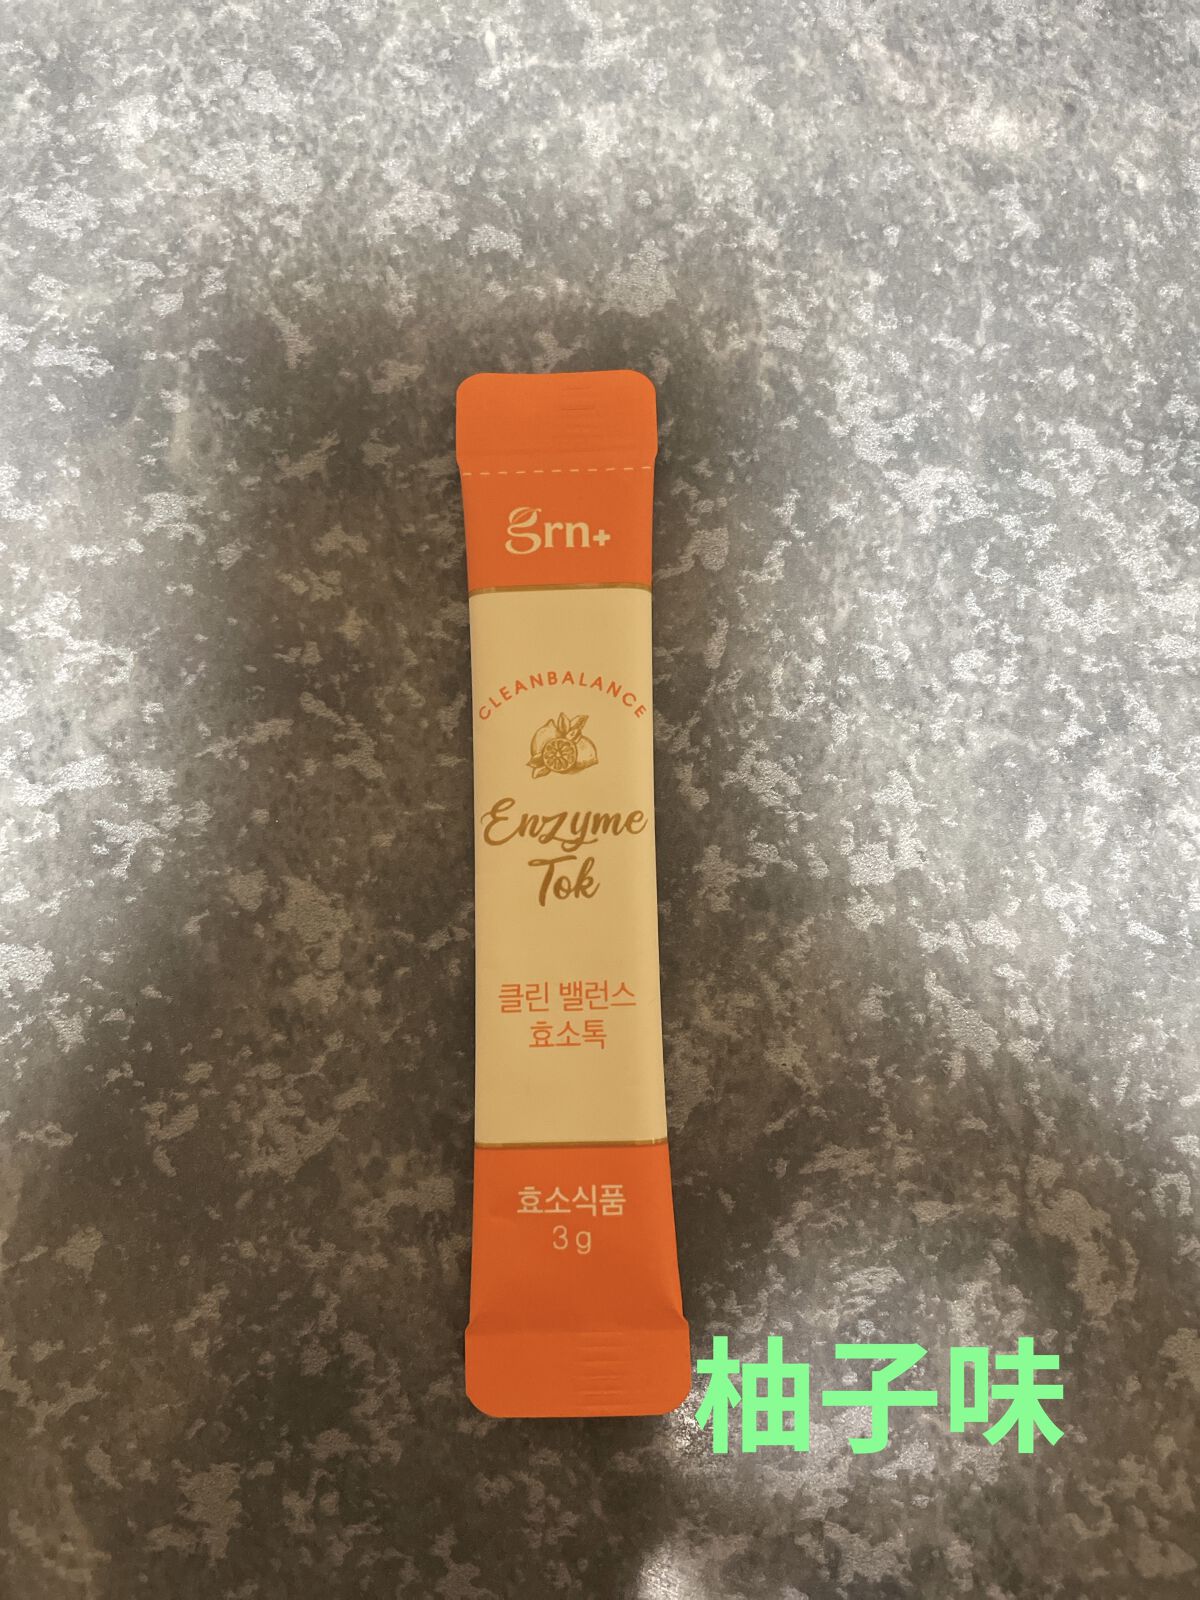 grn+
CLEANBALANCE
Enzyme
Tok
클린 밸런스
효소톡
효소식품
3g
柚子味